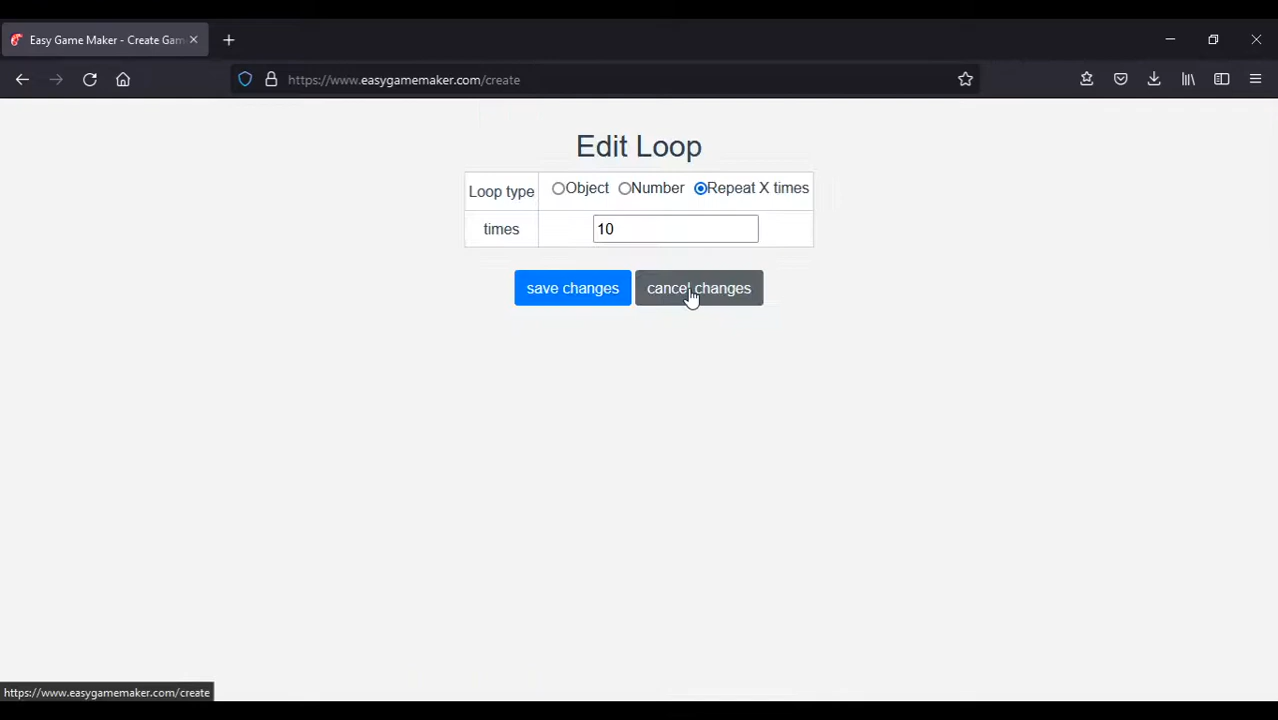 Easy Game Maker - Create Gam
https://www.easygamemaker.com/create
Edit Loop
Loop type Object Number Repeat X times
times 10
save changes cancel changes
https://www.easygamemaker.com/create